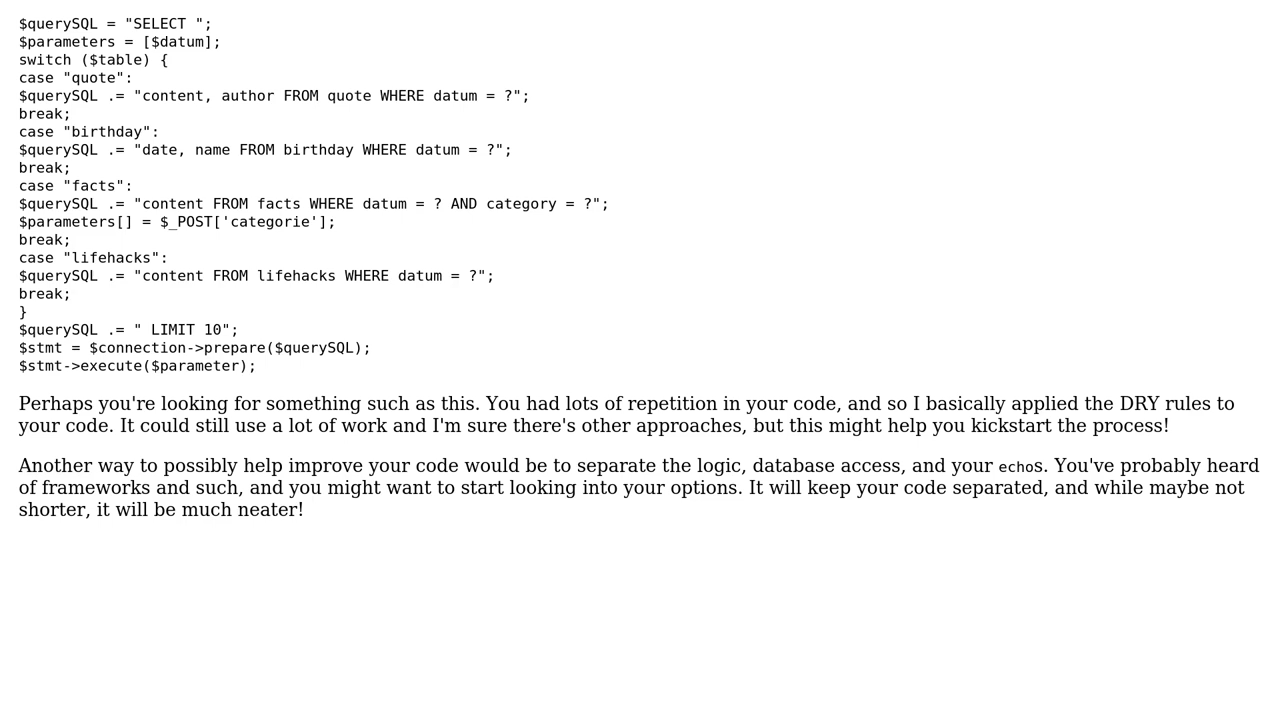 $querySQL = "SELECT ";
$parameters = [$datum];
switch ($table) {
case "quote":
$querySQL .= "content, author FROM quote WHERE datum = ?";
break;
case "birthday":
$querySQL .= "date, name FROM birthday WHERE datum = ?";
break;
case "facts":
$querySQL .= "content FROM facts WHERE datum = ? AND category = ?";
$parameters[] = $_POST['categorie'];
break;
case "lifehacks":
$querySQL .= "content FROM lifehacks WHERE datum = ?";
break;
}
$querySQL .= " LIMIT 10";
$stmt = $connection->prepare($querySQL);
$stmt->execute($parameter);
Perhaps you're looking for something such as this. You had lots of repetition in your code, and so I basically applied the DRY rules to
your code. It could still use a lot of work and I'm sure there's other approaches, but this might help you kickstart the process!
Another way to possibly help improve your code would be to separate the logic, database access, and your echos. You've probably heard
of frameworks and such, and you might want to start looking into your options. It will keep your code separated, and while maybe not
shorter, it will be much neater!